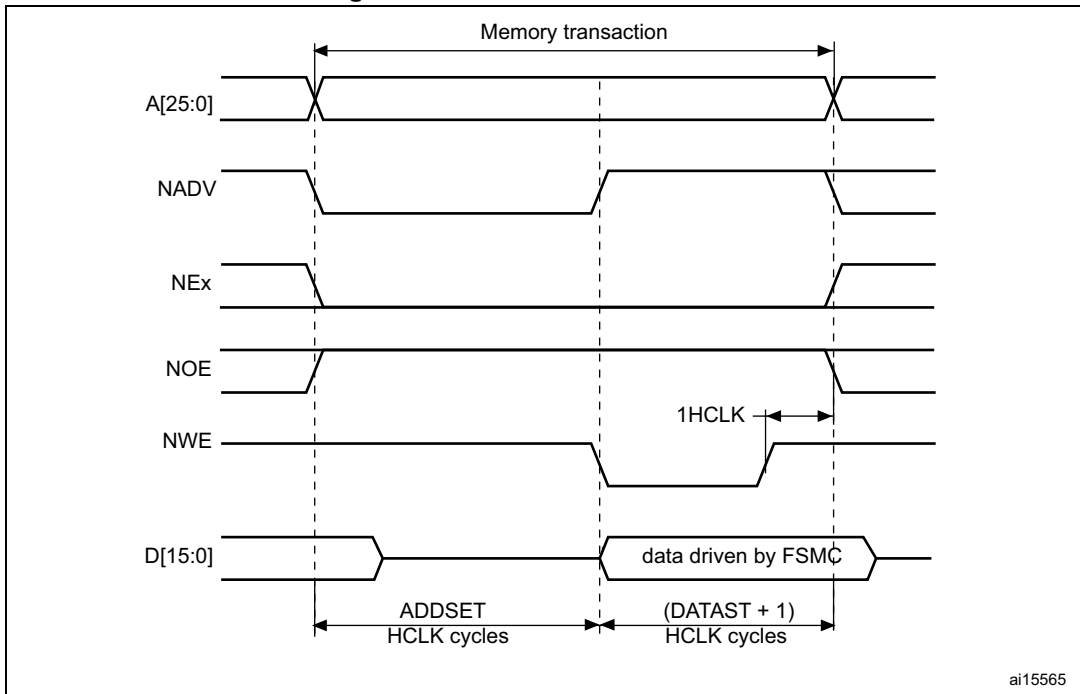 Memory transaction
A[25:0]
NADV
NEx
NOE
1HCLK
NWE
D[15:0]
data driven by FSMC
ADDSET
HCLK cycles
(DATAST + 1)
HCLK cycles
ai15565